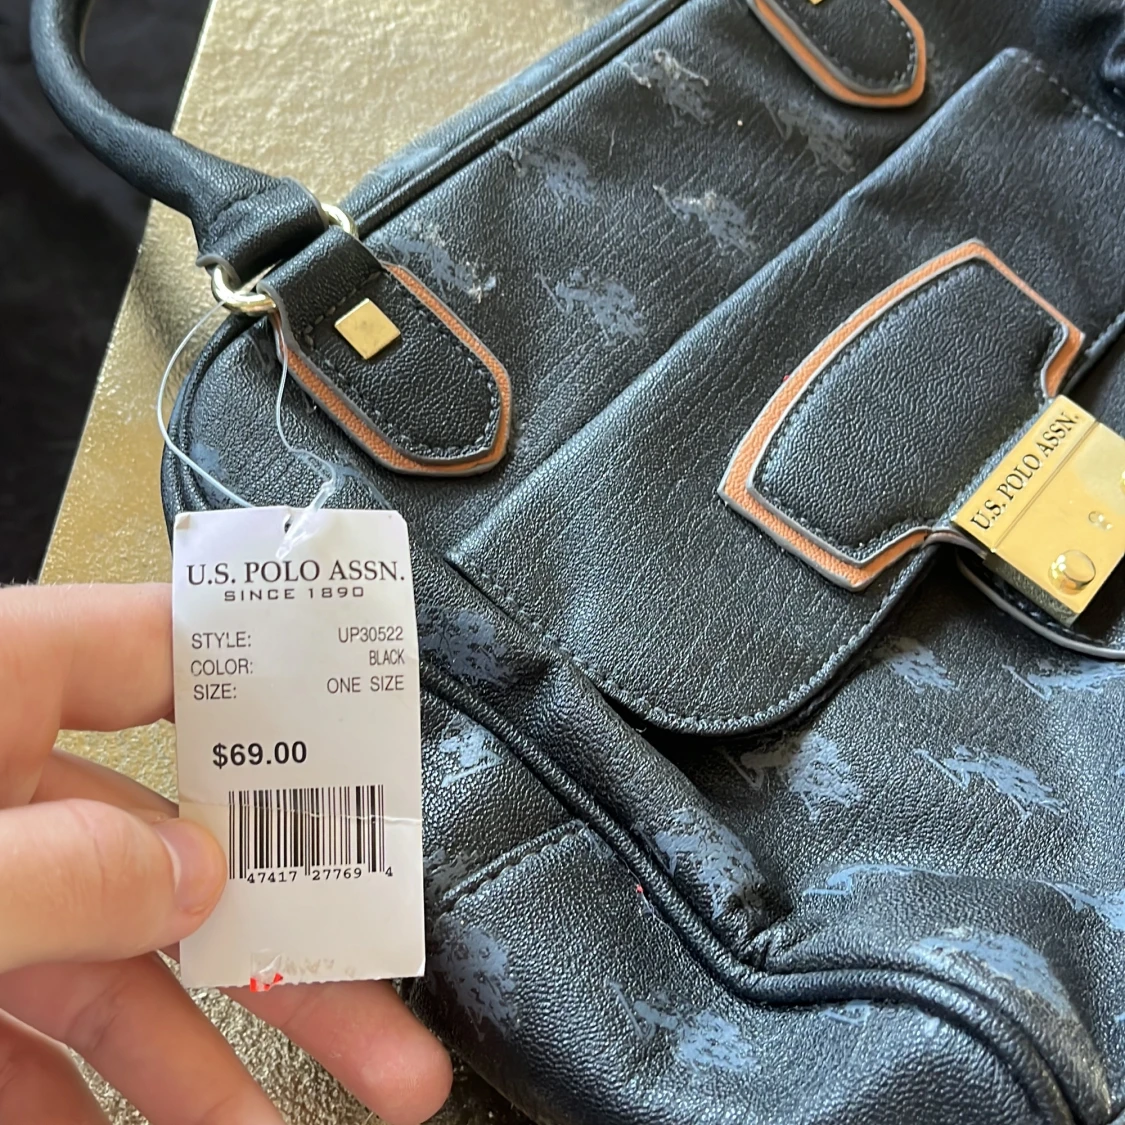 U.S. POLO ASSN.
SINCE 1890
STYLE: UP30522
COLOR: BLACK
SIZE: ONE SIZE
$69.00
47417 27769 4
U.S. POLO ASSN.